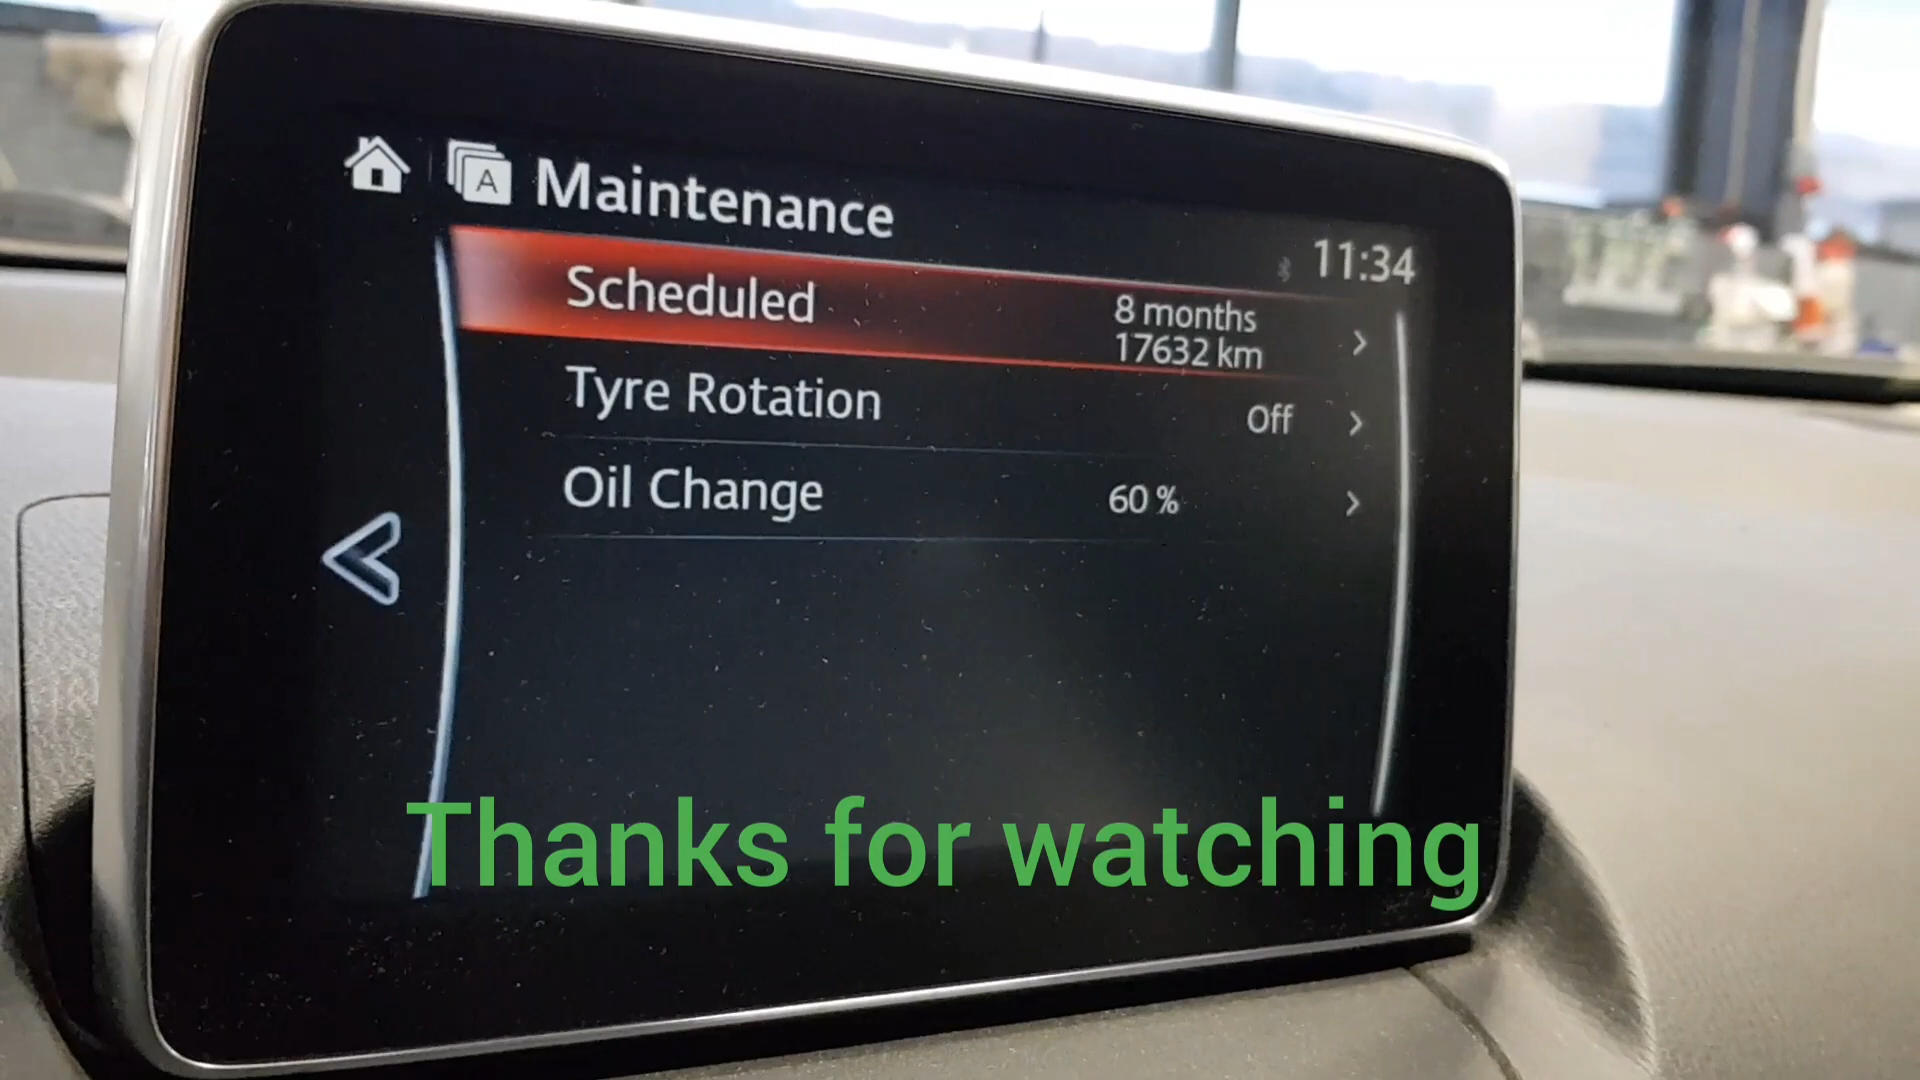 A Maintenance
11:34
Scheduled
8 months
17632 km
Tyre Rotation
Off
Oil Change
60 %
Thanks for watching